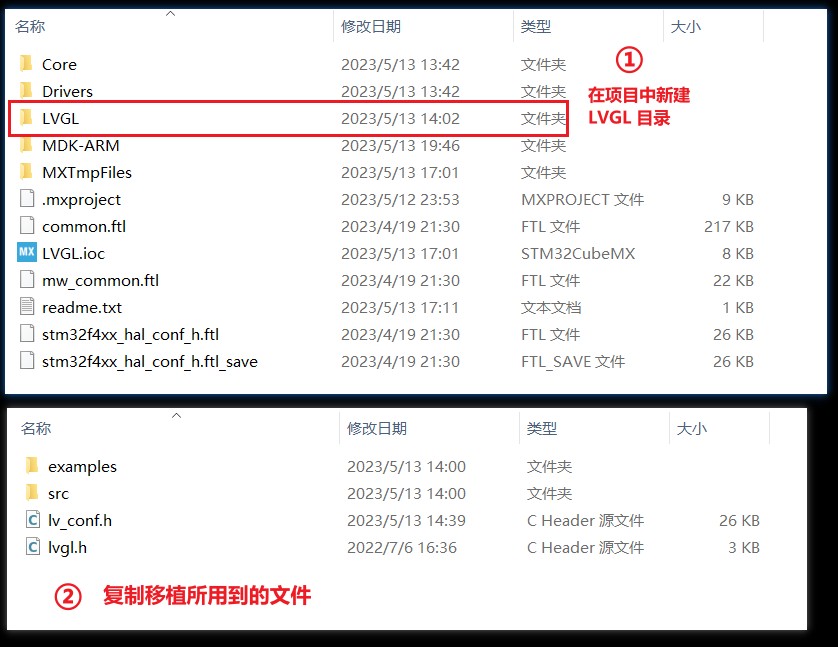 名称 修改日期 类型 大小
Core 2023/5/13 13:42 文件夹
Drivers 2023/5/13 13:42 文件夹
LVGL 2023/5/13 14:02 文件夹
MDK-ARM 2023/5/13 19:46 文件夹
MXTmpFiles 2023/5/13 17:01 文件夹
.mxproject 2023/5/12 23:53 MXPROJECT 文件 9 KB
common.ftl 2023/4/19 21:30 FTL 文件 217 KB
MX LVGL.ioc 2023/5/13 17:01 STM32CubeMX 8 KB
mw_common.ftl 2023/4/19 21:30 FTL 文件 22 KB
readme.txt 2023/5/13 17:11 文本文档 1 KB
stm32f4xx_hal_conf_h.ftl 2023/4/19 21:30 FTL 文件 26 KB
stm32f4xx_hal_conf_h.ftl_save 2023/4/19 21:30 FTL_SAVE 文件 26 KB
①
在项目中新建
LVGL 目录
名称 修改日期 类型 大小
examples 2023/5/13 14:00 文件夹
src 2023/5/13 14:00 文件夹
C lv_conf.h 2023/5/13 14:39 C Header 源文件 26 KB
C lvgl.h 2022/7/6 16:36 C Header 源文件 3 KB
② 复制移植所用到的文件